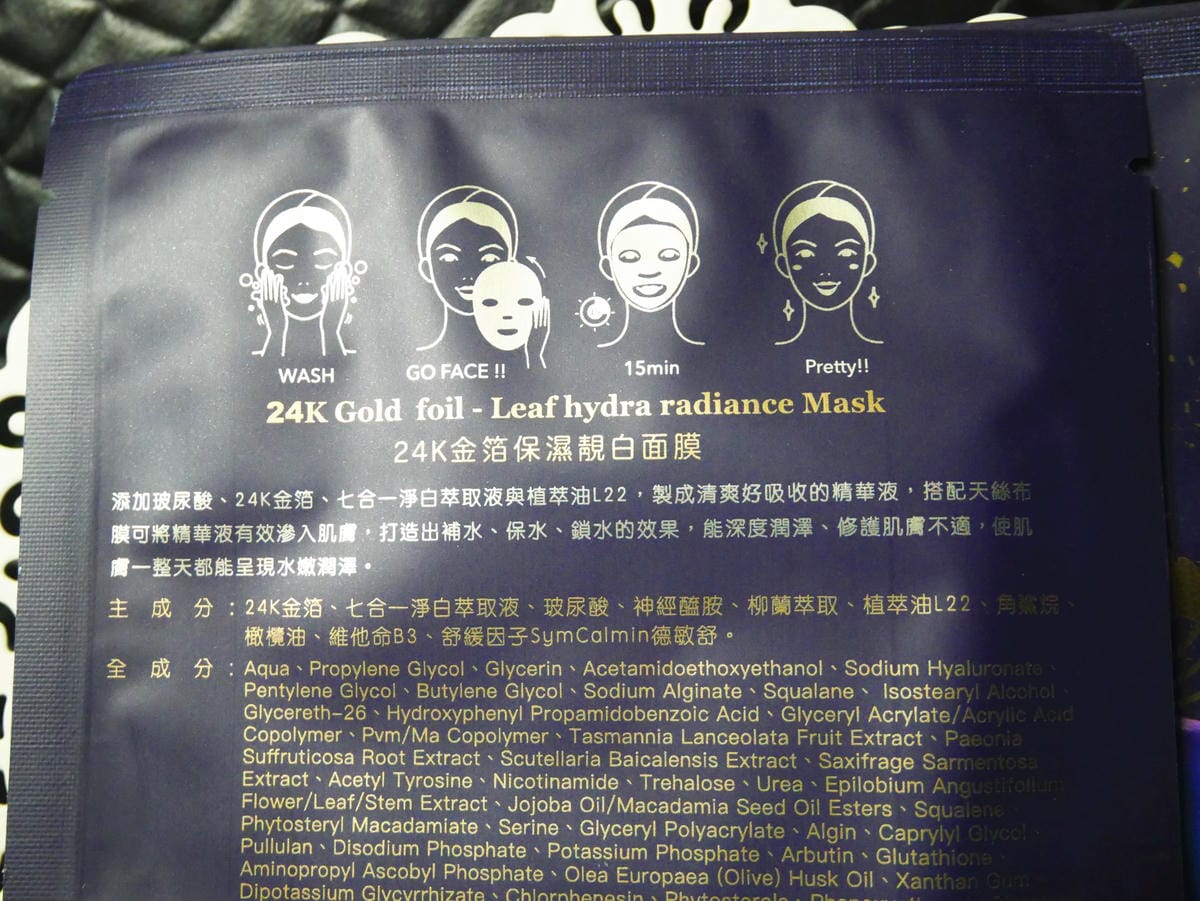 WASH
GO FACE !!
15min
Pretty!!
24K Gold foil - Leaf hydra radiance Mask
24K金箔保濕靚白面膜
添加玻尿酸、24K金箔、七合一淨白萃取液與植萃油L22，製成清爽好吸收的精華液，搭配天絲布
膜可將精華液有效滲入肌膚，打造出補水、保水、鎖水的效果，能深度潤澤、修護肌膚不適，使肌
膚一整天都能呈現水嫩潤澤。
主 成 分：24K金箔、七合一淨白萃取液、玻尿酸、神經醯胺、柳蘭萃取、植萃油L22、角鯊烷、
橄欖油、維他命B3、舒緩因子SymCalmin德敏舒。
全 成 分：Aqua、Propylene Glycol、Glycerin、Acetamidoethoxyethanol、Sodium Hyaluronate、
Pentylene Glycol、Butylene Glycol、Sodium Alginate、Squalane、Isostearyl Alcohol、
Glycereth-26、Hydroxyphenyl Propamidobenzoic Acid、Glyceryl Acrylate/Acrylic Acid
Copolymer、Pvm/Ma Copolymer、Tasmannia Lanceolata Fruit Extract、Paeonia
Suffruticosa Root Extract、Scutellaria Baicalensis Extract、Saxifrage Sarmentosa
Extract、Acetyl Tyrosine、Nicotinamide、Trehalose、Urea、Epilobium Angustifolium
Flower/Leaf/Stem Extract、Jojoba Oil/Macadamia Seed Oil Esters、Squalene、
Phytosteryl Macadamiate、Serine、Glyceryl Polyacrylate、Algin、Caprylyl Glycol、
Pullulan、Disodium Phosphate、Potassium Phosphate、Arbutin、Glutathione、
Aminopropyl Ascobyl Phosphate、Olea Europaea (Olive) Husk Oil、Xanthan Gum、
Dipotassium Glycyrrhizate、Chlorphenesin、Phytosterols、